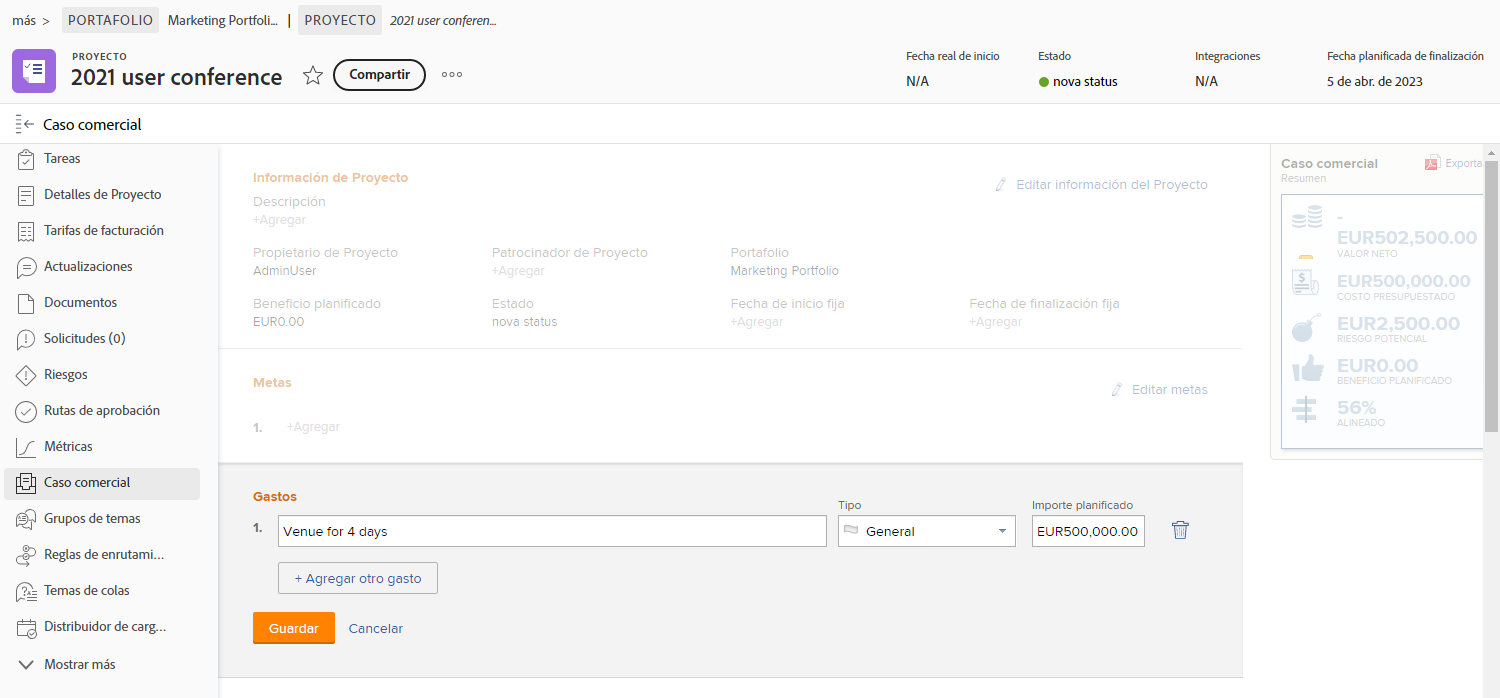 más >
PORTAFOLIO
Marketing Portfoli...
|
PROYECTO
2021 user conferen...
PROYECTO
2021 user conference
Compartir
Fecha real de inicio
N/A
Estado
nova status
Integraciones
N/A
Fecha planificada de finalización
5 de abr. de 2023
Caso comercial
Tareas
Detalles de Proyecto
Tarifas de facturación
Actualizaciones
Documentos
Solicitudes (0)
Riesgos
Rutas de aprobación
Métricas
Caso comercial
Grupos de temas
Reglas de enrutami...
Temas de colas
Distribuidor de carg...
Mostrar más
Información de Proyecto
Editar información del Proyecto
Descripción
+Agregar
Propietario de Proyecto
AdminUser
Patrocinador de Proyecto
+Agregar
Portafolio
Marketing Portfolio
Beneficio planificado
EUR0.00
Estado
nova status
Fecha de inicio fija
+Agregar
Fecha de finalización fija
+Agregar
Metas
Editar metas
1. +Agregar
Gastos
Tipo
Importe planificado
1. Venue for 4 days
General
EUR500,000.00
+ Agregar otro gasto
Guardar
Cancelar
Caso comercial
Resumen
Exporta
-
EUR502,500.00
VALOR NETO
EUR500,000.00
COSTO PRESUPUESTADO
EUR2,500.00
RIESGO POTENCIAL
EUR0.00
BENEFICIO PLANIFICADO
56%
ALINEADO